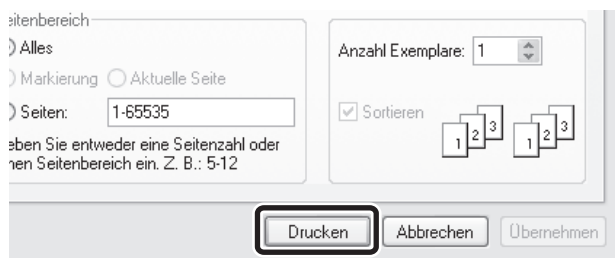 eitenbereich
Alles
Markierung Aktuelle Seite
Seiten: 1-65535
eben Sie entweder eine Seitenzahl oder
nen Seitenbereich ein. Z. B.: 5-12
Anzahl Exemplare: 1
Sortieren
1 2 3 1 2 3
Drucken Abbrechen Übernehmen